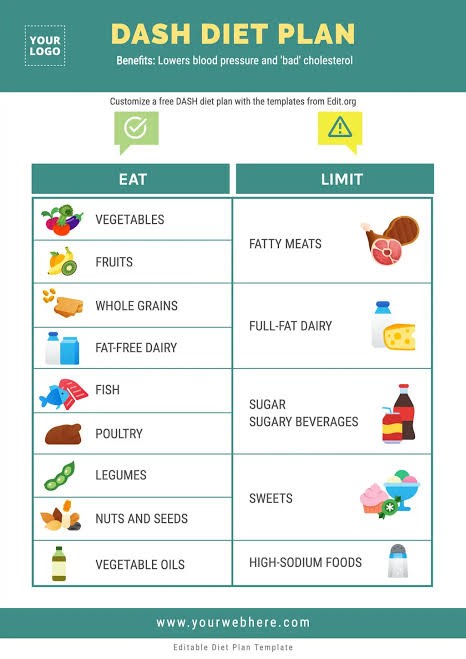 YOUR
LOGO
DASH DIET PLAN
Benefits: Lowers blood pressure and 'bad' cholesterol
Customize a free DASH diet plan with the templates from Edit.org
EAT
LIMIT
VEGETABLES
FRUITS
WHOLE GRAINS
FAT-FREE DAIRY
FISH
POULTRY
LEGUMES
NUTS AND SEEDS
VEGETABLE OILS
FATTY MEATS
FULL-FAT DAIRY
SUGAR
SUGARY BEVERAGES
SWEETS
HIGH-SODIUM FOODS
www.yourwebhere.com
Editable Diet Plan Template